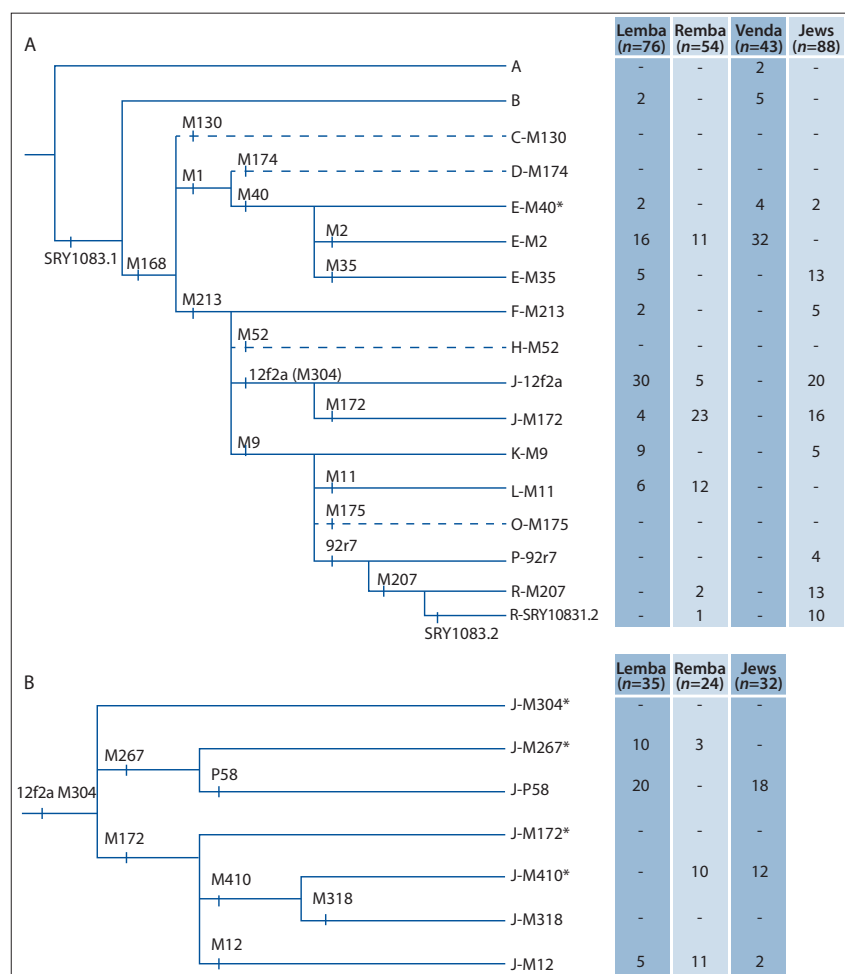 A
Lemba Remba Venda Jews
(n=76) (n=54) (n=43) (n=88)
A - - 2 -
B 2 - 5 -
M130
C-M130 - - - -
M174
D-M174 - - - -
M1
M40
E-M40* 2 - 4 2
M2
E-M2 16 11 32 -
SRY1083.1
M168
M35
E-M35 5 - - 13
M213
F-M213 2 - - 5
M52
H-M52 - - - -
12f2a (M304)
J-12f2a 30 5 - 20
M172
J-M172 4 23 - 16
M9
K-M9 9 - - 5
M11
L-M11 6 12 - -
M175
O-M175 - - - -
92r7
P-92r7 - - - 4
M207
R-M207 - 2 - 13
R-SRY10831.2 - 1 - 10
SRY1083.2
B
Lemba Remba Jews
(n=35) (n=24) (n=32)
J-M304* - - -
M267
J-M267* 10 3 -
P58
J-P58 20 - 18
12f2a M304
M172
J-M172* - - -
M410
J-M410* - 10 12
M318
J-M318 - - -
M12
J-M12 5 11 2